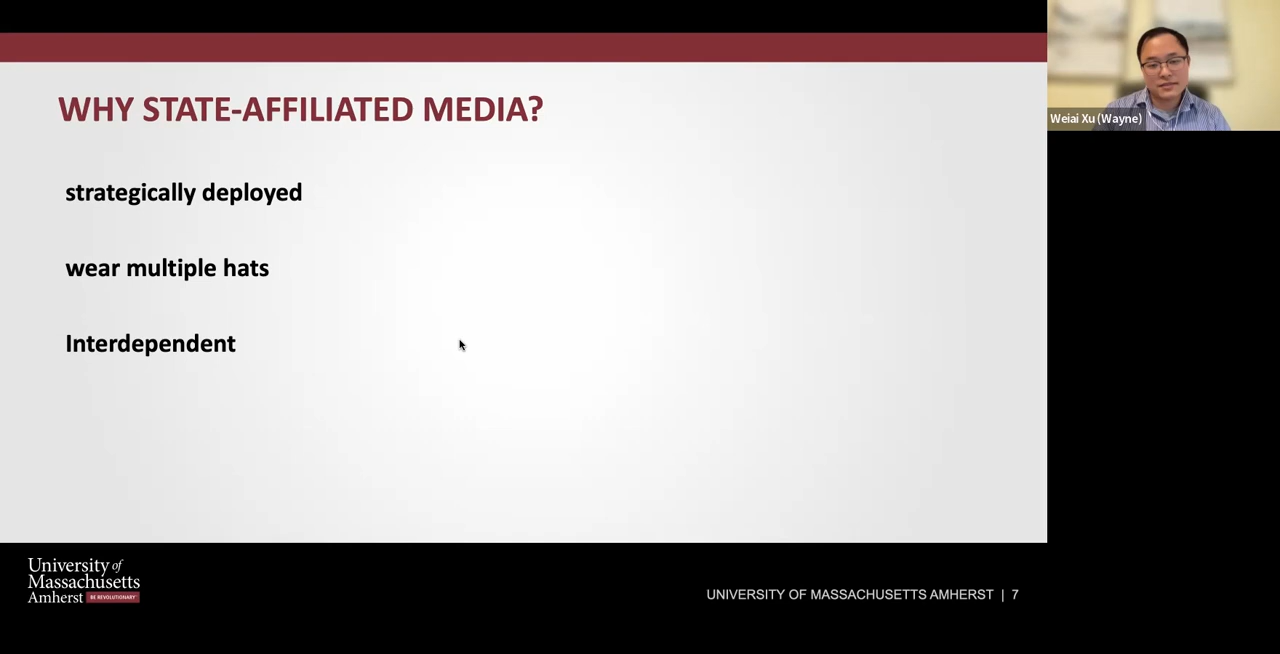 WHY STATE-AFFILIATED MEDIA?
Weiai Xu (Wayne)
strategically deployed
wear multiple hats
Interdependent
University of
Massachusetts
Amherst BE REVOLUTIONARY™
UNIVERSITY OF MASSACHUSETTS AMHERST | 7